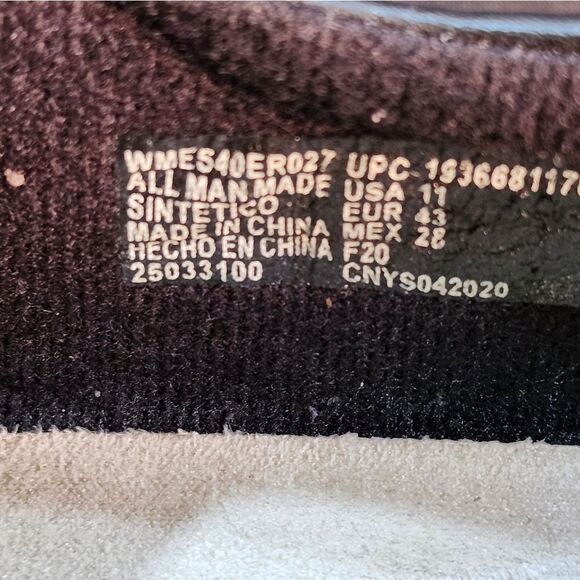 WMES40ER027
ALL MAN MADE
SINTETICO
MADE IN CHINA
HECHO EN CHINA
25033100
UPC-1936681170
USA 11
EUR 43
MEX 28
F20
CNYS042020